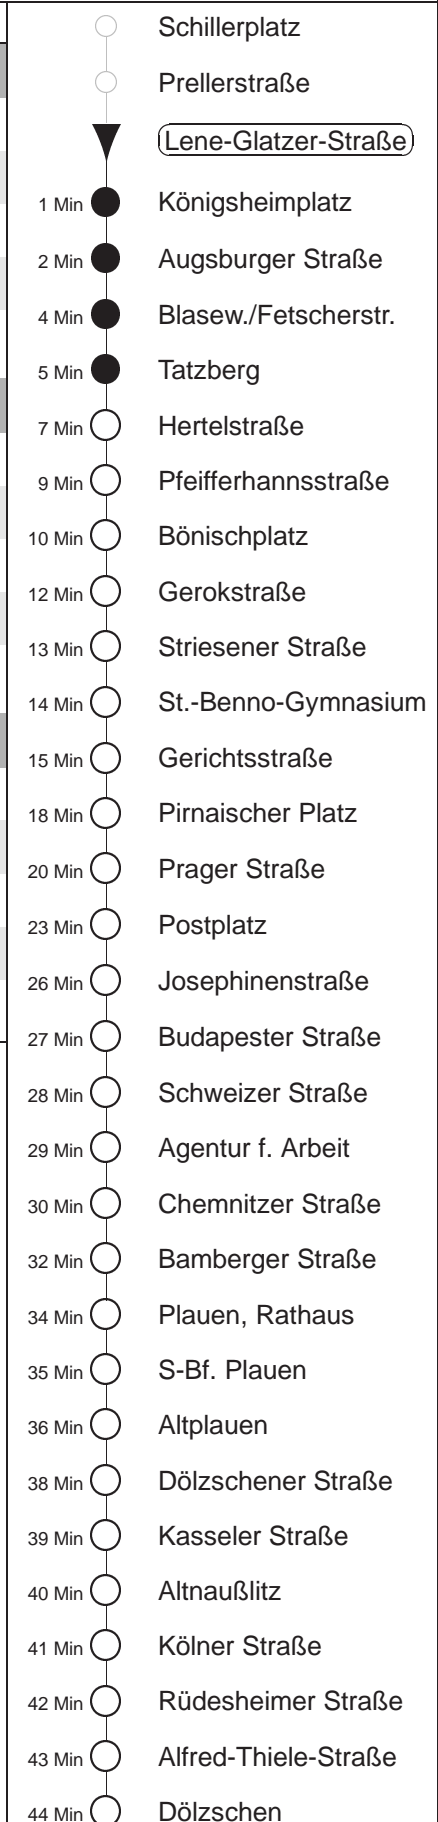 Schillerplatz
Prellerstraße
Lene-Glatzer-Straße
1 Min Königsheimplatz
2 Min Augsburger Straße
4 Min Blasew./Fetscherstr.
5 Min Tatzberg
7 Min Hertelstraße
9 Min Pfeifferhannsstraße
10 Min Bönischplatz
12 Min Gerokstraße
13 Min Striesener Straße
14 Min St.-Benno-Gymnasium
15 Min Gerichtsstraße
18 Min Pirnaischer Platz
20 Min Prager Straße
23 Min Postplatz
26 Min Josephinenstraße
27 Min Budapester Straße
28 Min Schweizer Straße
29 Min Agentur f. Arbeit
30 Min Chemnitzer Straße
32 Min Bamberger Straße
34 Min Plauen, Rathaus
35 Min S-Bf. Plauen
36 Min Altplauen
38 Min Dölzschener Straße
39 Min Kasseler Straße
40 Min Altnaußlitz
41 Min Kölner Straße
42 Min Rüdesheimer Straße
43 Min Alfred-Thiele-Straße
44 Min Dölzschen